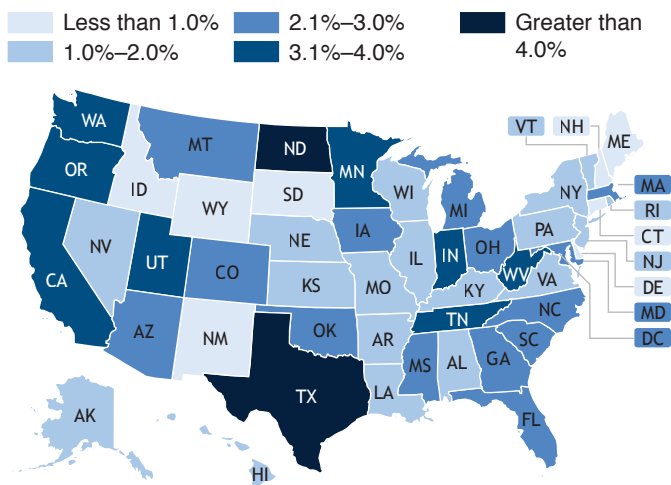 Less than 1.0%
1.0%–2.0%
2.1%–3.0%
3.1%–4.0%
Greater than
4.0%
WA
OR
CA
NV
ID
MT
WY
UT
AZ
CO
NM
ND
SD
NE
KS
OK
TX
MN
IA
MO
AR
LA
WI
IL
MI
IN
OH
KY
TN
MS
AL
GA
FL
SC
NC
VA
WV
PA
NY
VT
NH
ME
MA
RI
CT
NJ
DE
MD
DC
AK
HI